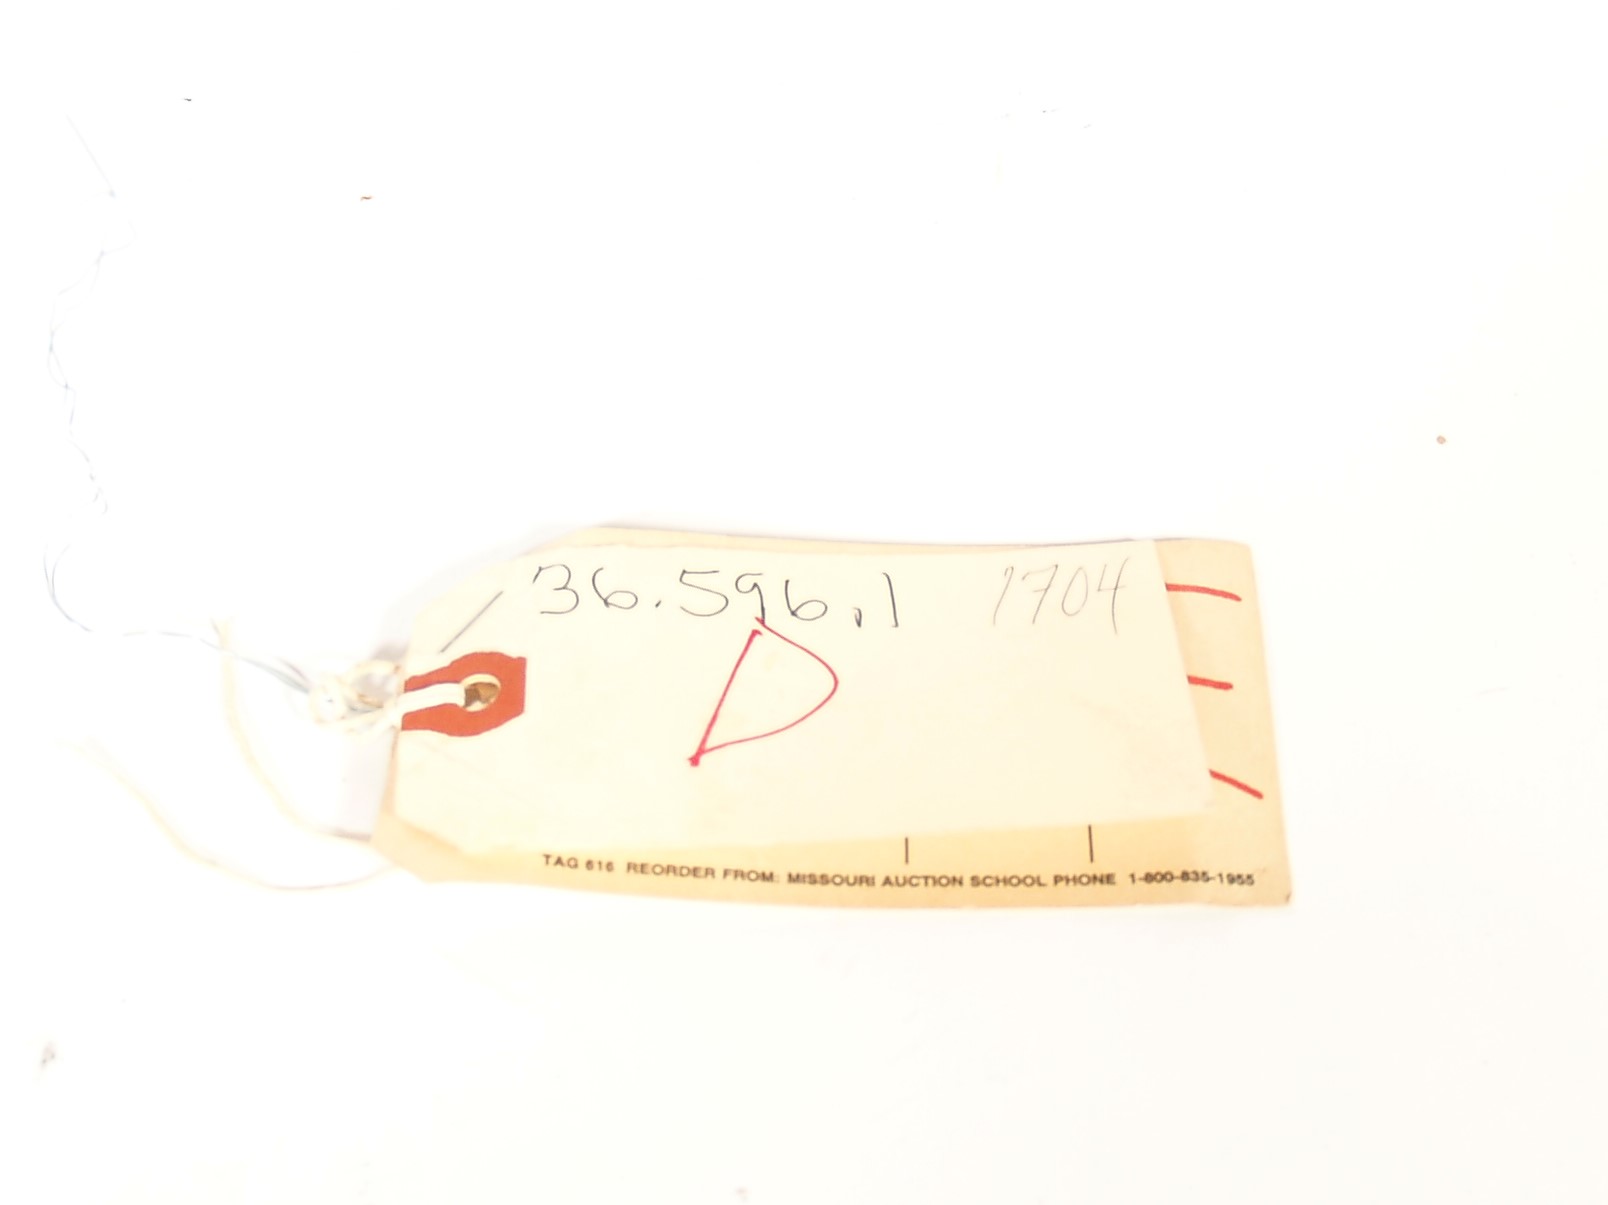 36.596.1 1704
D
TAG 616 REORDER FROM: MISSOURI AUCTION SCHOOL PHONE 1-800-835-1955